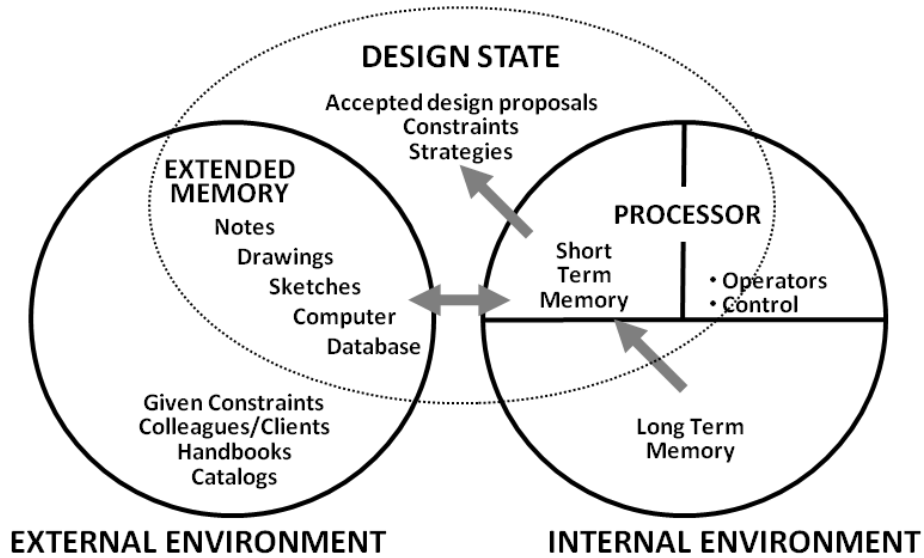 DESIGN STATE
Accepted design proposals
Constraints
Strategies
EXTENDED
MEMORY
Notes
Drawings
Sketches
Computer
Database
Given Constraints
Colleagues/Clients
Handbooks
Catalogs
EXTERNAL ENVIRONMENT
PROCESSOR
Short
Term
Memory
• Operators
• Control
Long Term
Memory
INTERNAL ENVIRONMENT